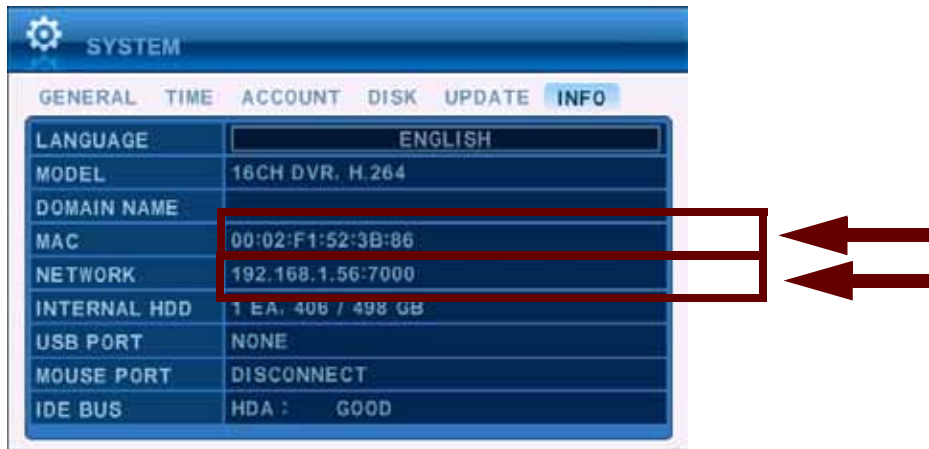 SYSTEM
GENERAL TIME ACCOUNT DISK UPDATE INFO
LANGUAGE ENGLISH
MODEL 16CH DVR, H.264
DOMAIN NAME
MAC 00:02:F1:52:3B:86
NETWORK 192.168.1.56:7000
INTERNAL HDD 1 EA, 406 / 498 GB
USB PORT NONE
MOUSE PORT DISCONNECT
IDE BUS HDA : GOOD